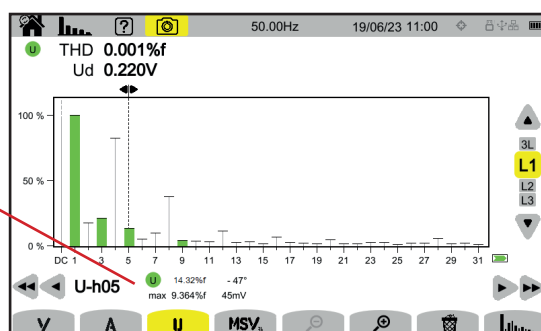 ? 50.00Hz 19/06/23 11:00
U THD 0.001%f
Ud 0.220V
100 %
3L
L1
50 %
L2
L3
0 %
DC 1 3 5 7 9 11 13 15 17 19 21 23 25 27 29 31
U-h05 U 14.32%f - 47°
max 9.364%f 45mV
V A U MSV